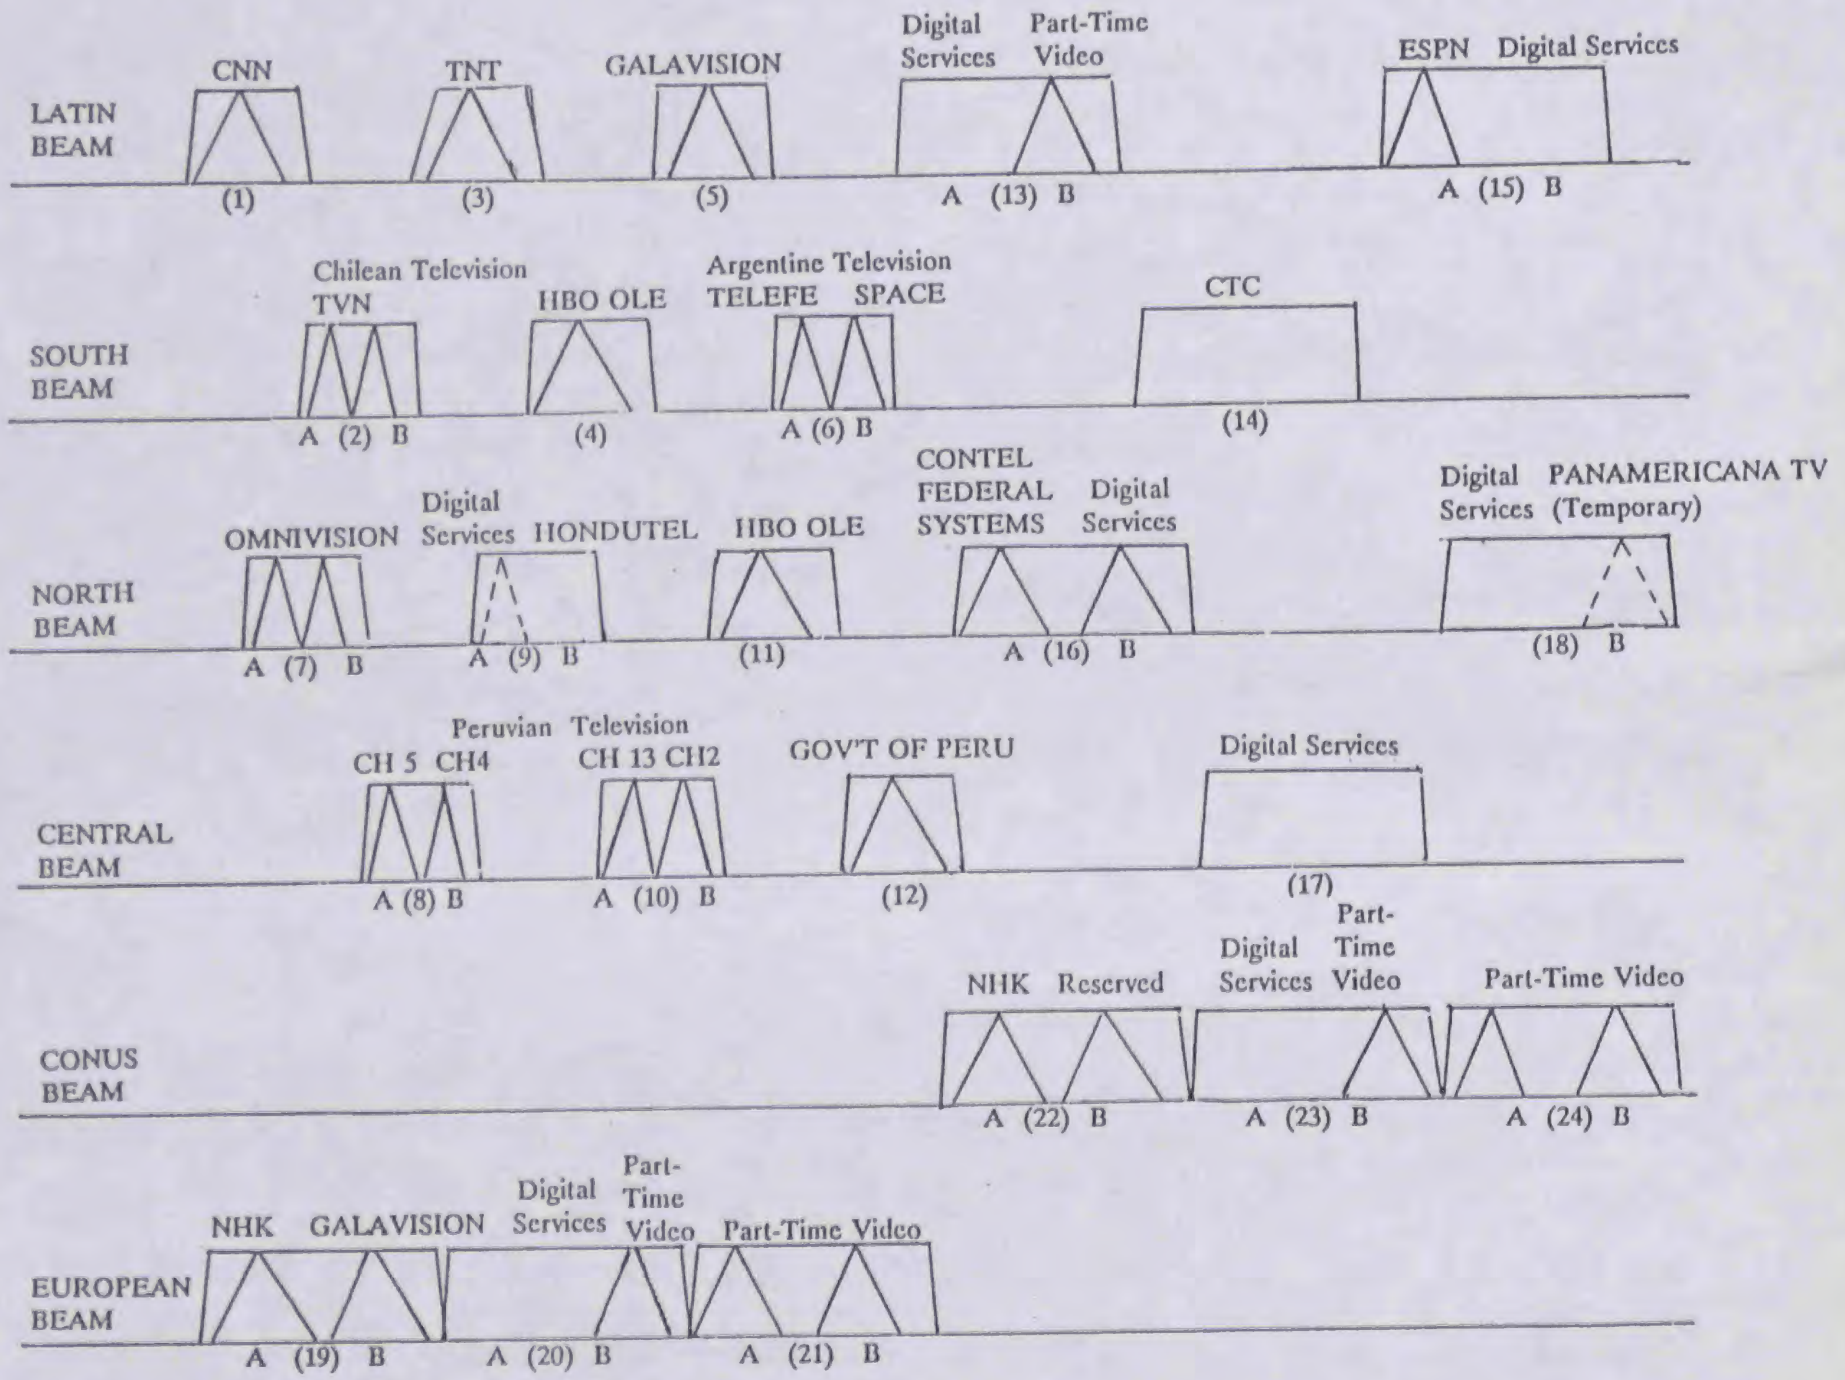 Digital Part-Time
CNN TNT GALAVISION Services Video ESPN Digital Services
LATIN
BEAM
(1) (3) (5) A (13) B A (15) B
Chilean Television Argentine Television
TVN HBO OLE TELEFE SPACE CTC
SOUTH
BEAM
A (2) B (4) A (6) B (14)
CONTEL
Digital FEDERAL Digital Digital PANAMERICANA TV
OMNIVISION Services HONDUTEL HBO OLE SYSTEMS Services Services (Temporary)
NORTH
BEAM
A (7) B A (9) B (11) A (16) B (18) B
Peruvian Television
CH 5 CH4 CH 13 CH2 GOV'T OF PERU Digital Services
CENTRAL
BEAM
A (8) B A (10) B (12) (17)
Part-
Digital Time
NHK Reserved Services Video Part-Time Video
CONUS
BEAM
A (22) B A (23) B A (24) B
Part-
Digital Time
NHK GALAVISION Services Video Part-Time Video
EUROPEAN
BEAM
A (19) B A (20) B A (21) B